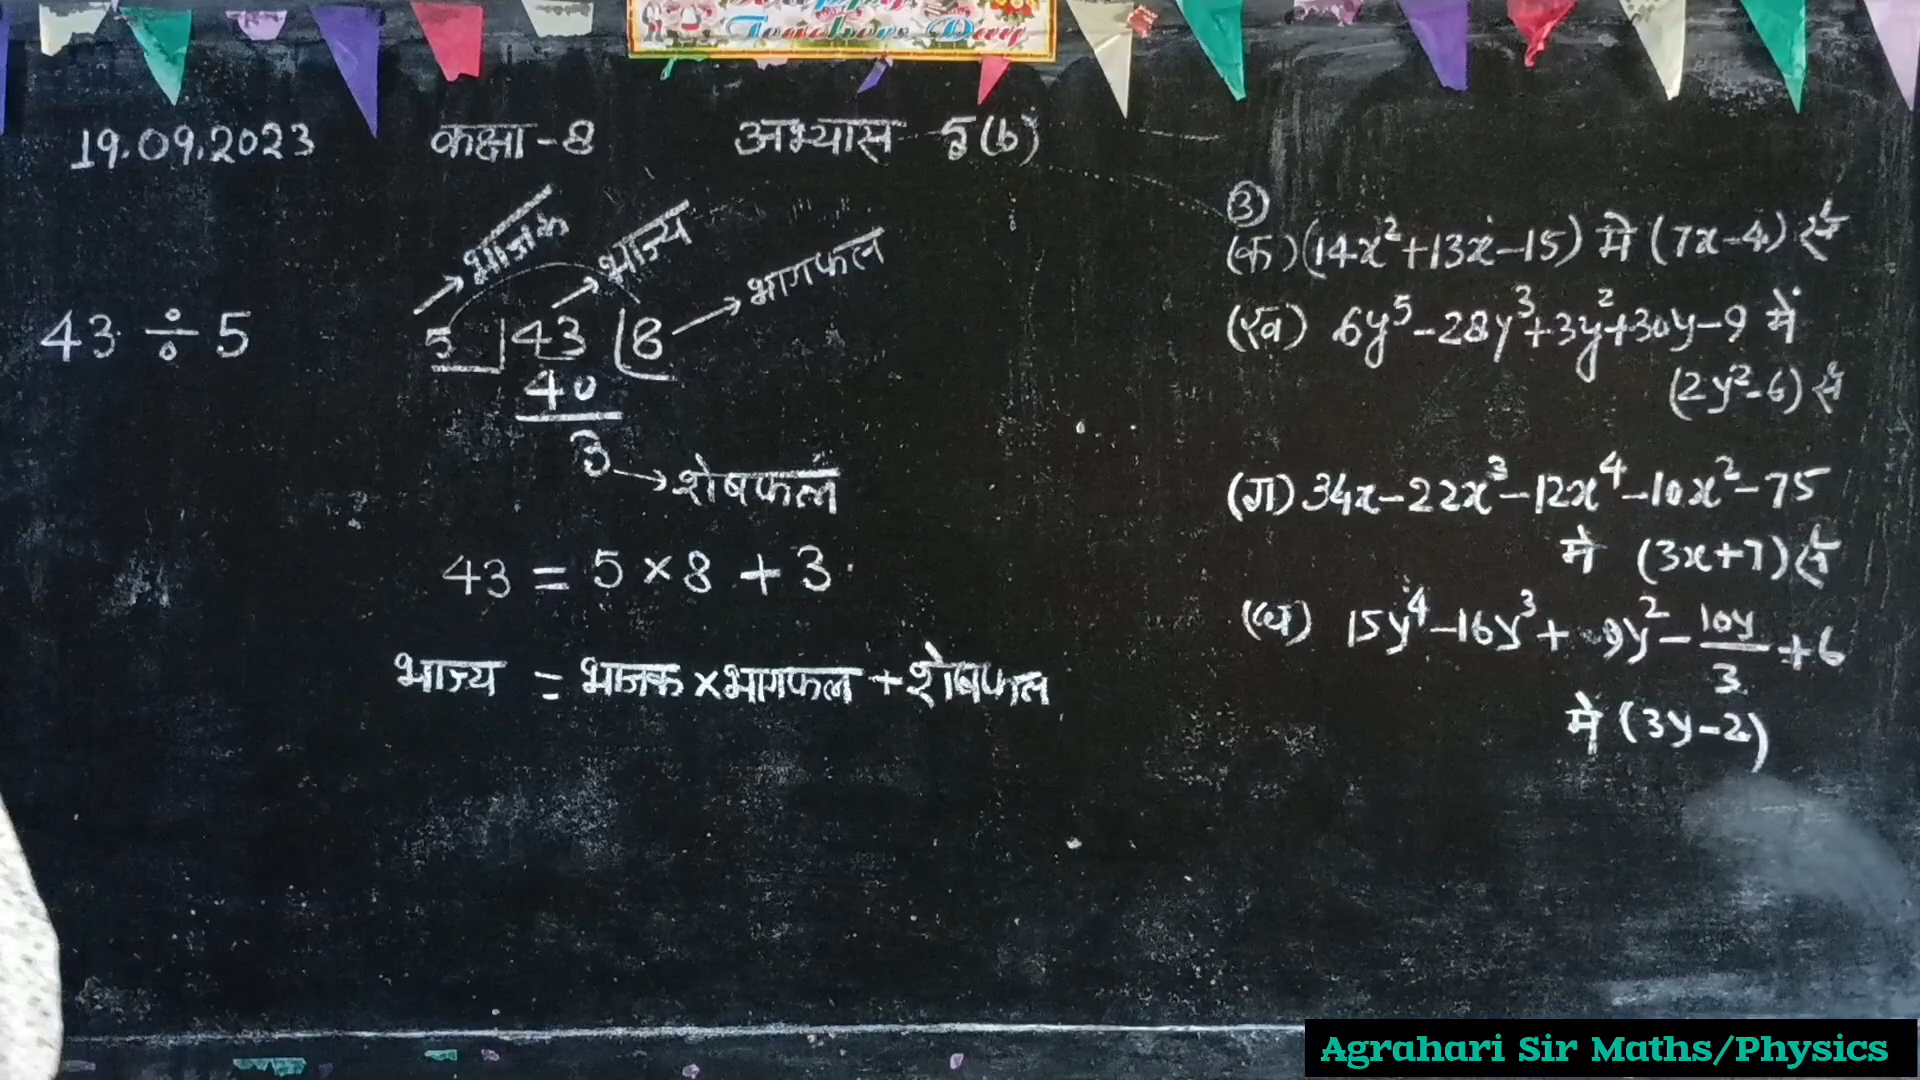 Happy
Teachers Day
19.09.2023 कक्षा-8 अभ्यास 5(b)
भाजक भाज्य भागफल
43 ÷ 5
5 43 8
40
3 → शेषफल
43 = 5 × 8 + 3
भाज्य = भाजक × भागफल + शेषफल
③
(क) (14x²+13x-15) में (7x-4) से
(ख) 6y⁵-28y³+3y²+30y-9 में
(2y²-6) से
(ग) 34x-22x³-12x⁴-10x²-75
में (3x+7) से
(घ) 15y⁴-16y³+9y²-10y/3+6
में (3y-2)
Agrahari Sir Maths/Physics